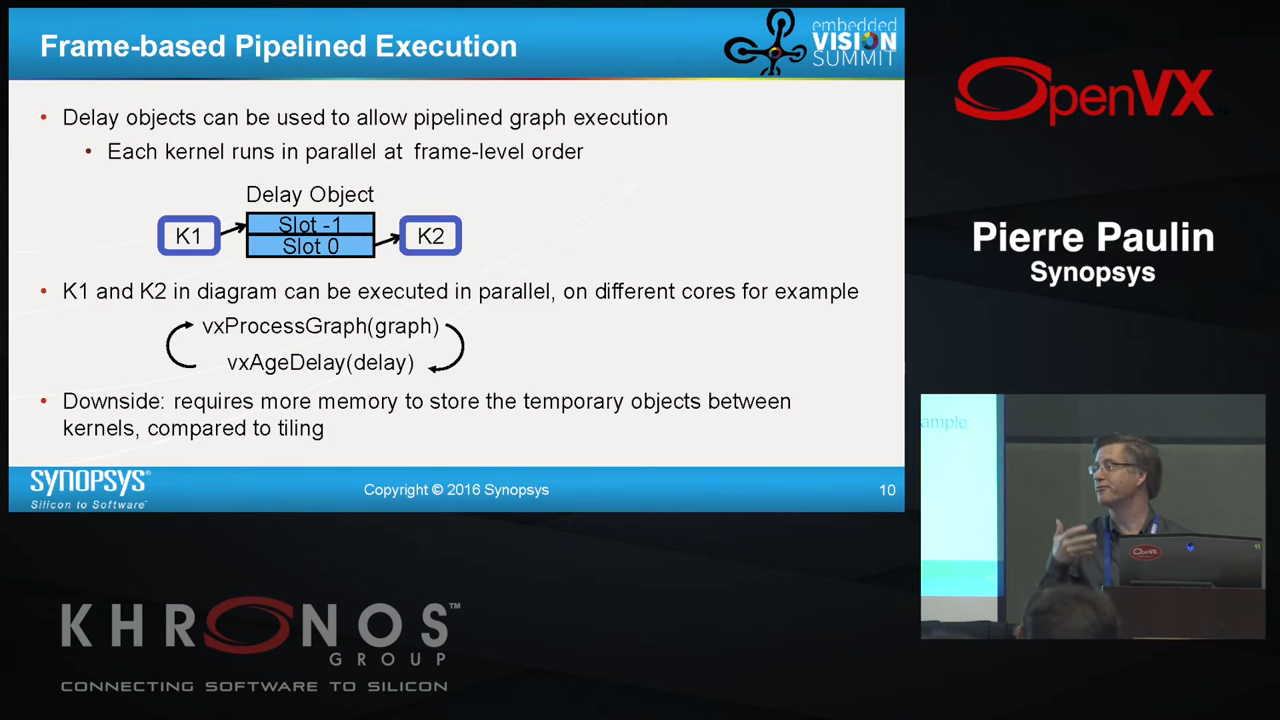 Frame-based Pipelined Execution
embedded
VISION
SUMMIT
• Delay objects can be used to allow pipelined graph execution
• Each kernel runs in parallel at frame-level order
Delay Object
K1
Slot -1
Slot 0
K2
• K1 and K2 in diagram can be executed in parallel, on different cores for example
vxProcessGraph(graph)
vxAgeDelay(delay)
• Downside: requires more memory to store the temporary objects between
kernels, compared to tiling
SYNOPSYS®
Silicon to Software™
Copyright © 2016 Synopsys
10
OpenVX™
Pierre Paulin
Synopsys
ample
OpenVX
KHRONOS™
GROUP
CONNECTING SOFTWARE TO SILICON